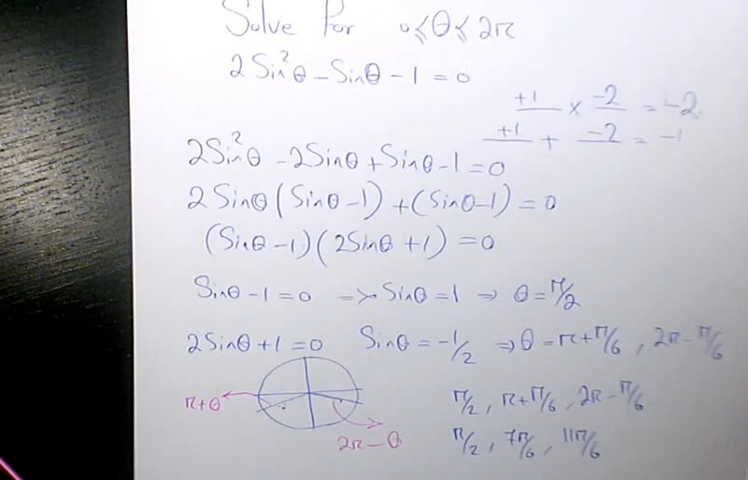 Solve For 0≤θ≤2π
2Sin²θ - Sinθ - 1 = 0
+1 × -2 = -2
+1 + -2 = -1
2Sin²θ - 2Sinθ + Sinθ - 1 = 0
2Sinθ(Sinθ - 1) + (Sinθ - 1) = 0
(Sinθ - 1)(2Sinθ + 1) = 0
Sinθ - 1 = 0 → Sinθ = 1 ⇒ θ = π/2
2Sinθ + 1 = 0 Sinθ = -1/2 ⇒ θ = π + π/6 , 2π - π/6
π+θ
2π - θ
π/2 , π + π/6 , 2π - π/6
π/2 , 7π/6 , 11π/6